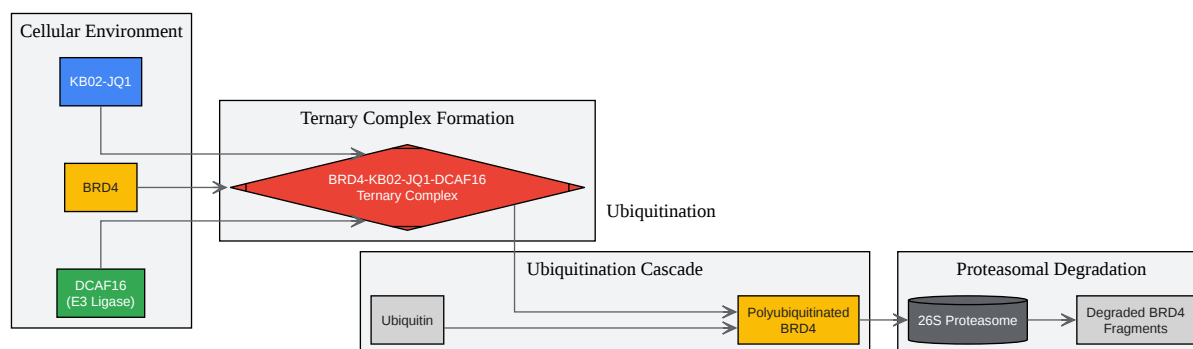 Cellular Environment
KB02-JQ1
BRD4
DCAF16
(E3 Ligase)
Ternary Complex Formation
BRD4-KB02-JQ1-DCAF16
Ternary Complex
Ubiquitination
Ubiquitination Cascade
Ubiquitin
Polyubiquitinated
BRD4
Proteasomal Degradation
26S Proteasome
Degraded BRD4
Fragments